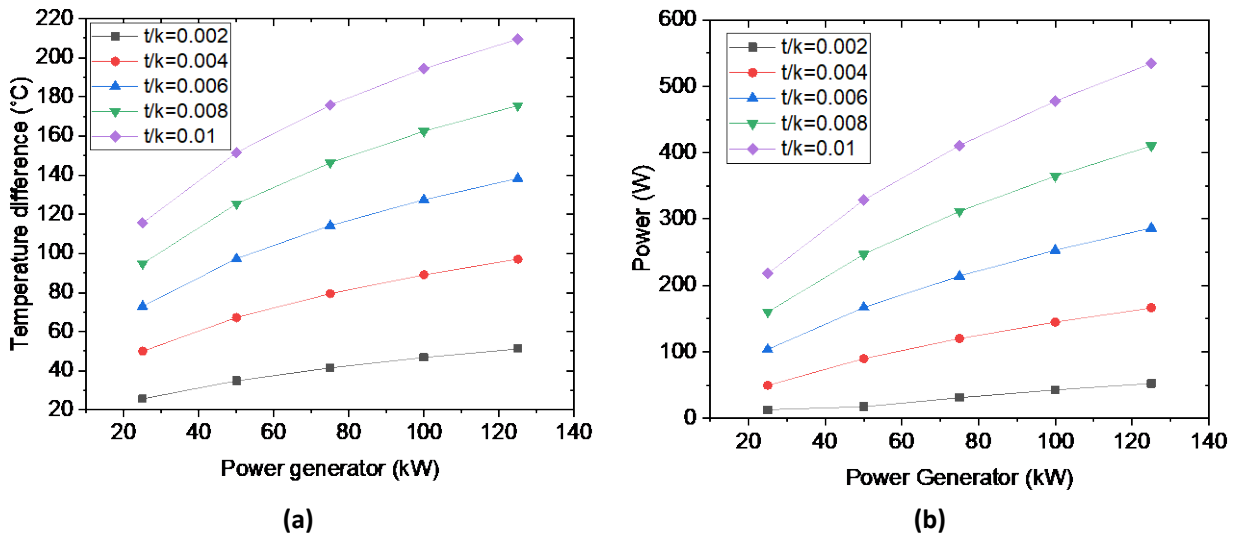 220
200
180
160
140
120
100
80
60
40
20
Temperature difference (°C)
t/k=0.002
t/k=0.004
t/k=0.006
t/k=0.008
t/k=0.01
20 40 60 80 100 120 140
Power generator (kW)
(a)
600
500
400
300
200
100
0
Power (W)
t/k=0.002
t/k=0.004
t/k=0.006
t/k=0.008
t/k=0.01
20 40 60 80 100 120 140
Power Generator (kW)
(b)